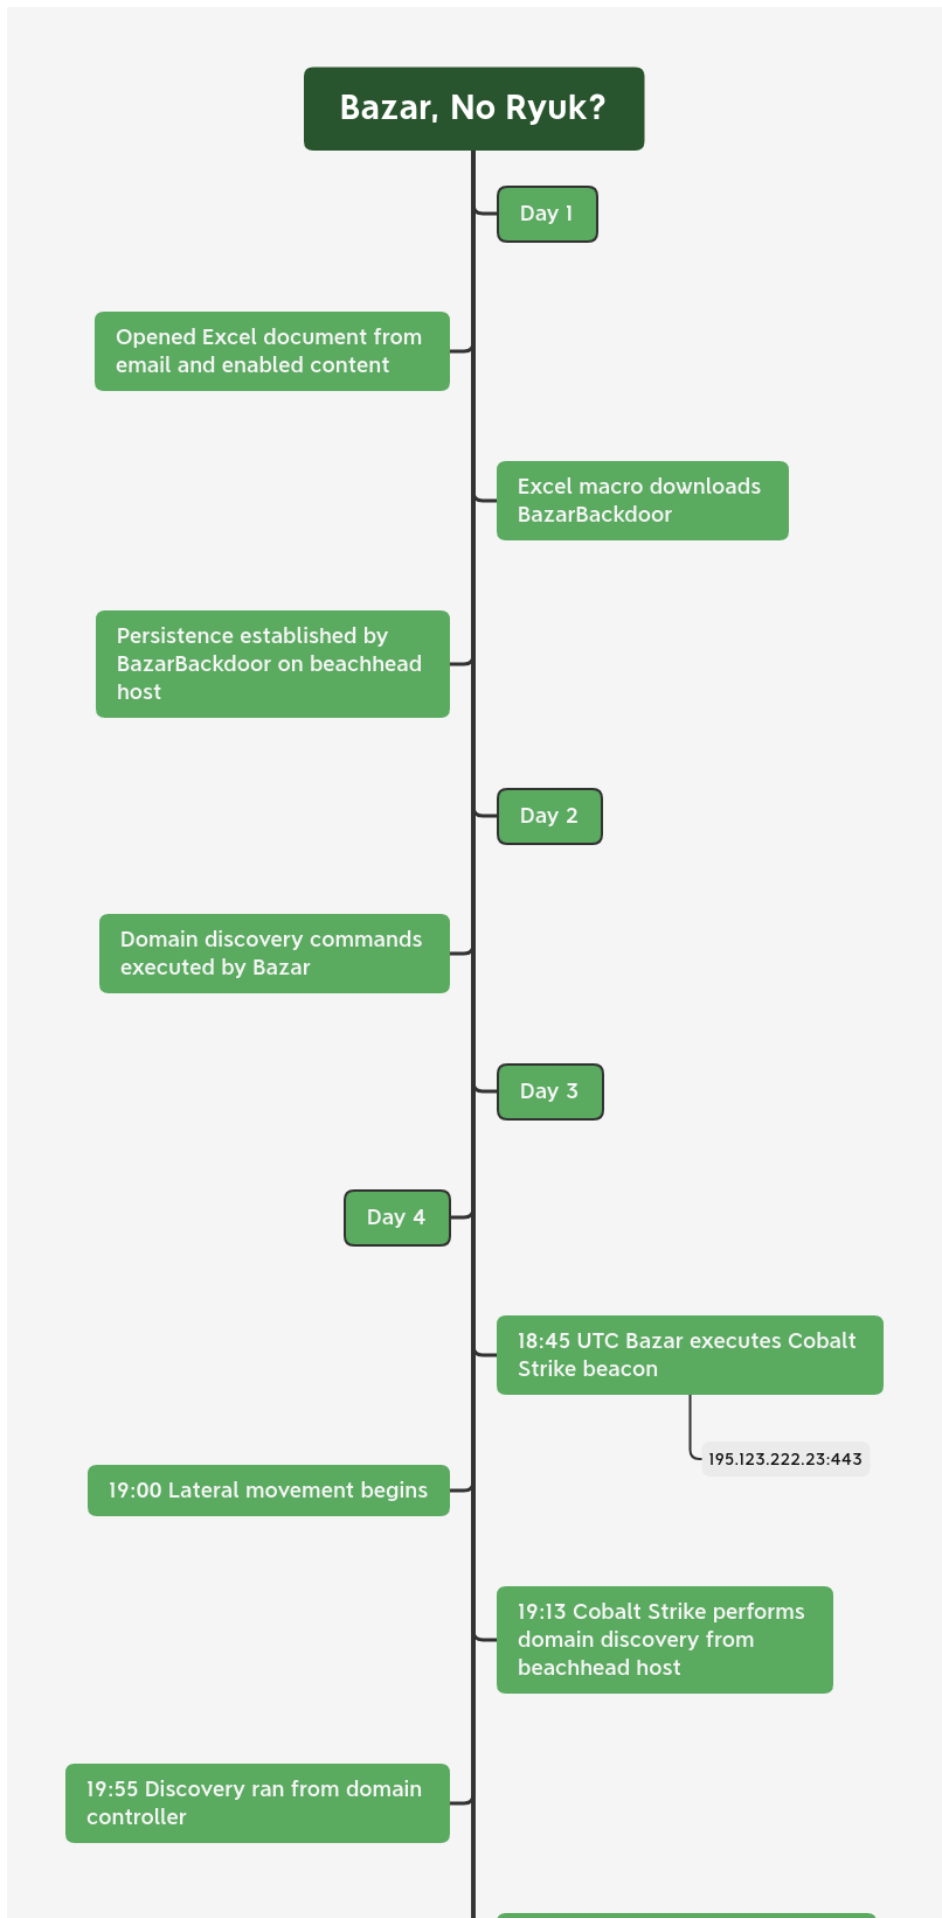 Bazar, No Ryuk?
Day 1
Opened Excel document from
email and enabled content
Excel macro downloads
BazarBackdoor
Persistence established by
BazarBackdoor on beachhead
host
Day 2
Domain discovery commands
executed by Bazar
Day 3
Day 4
18:45 UTC Bazar executes Cobalt
Strike beacon
195.123.222.23:443
19:00 Lateral movement begins
19:13 Cobalt Strike performs
domain discovery from
beachhead host
19:55 Discovery ran from domain
controller